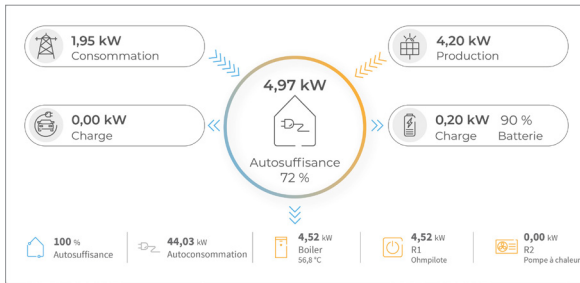 1,95 kW
Consommation
4,20 kW
Production
4,97 kW
0,00 kW
Charge
0,20 kW 90 %
Charge Batterie
Autosuffisance
72 %
100 %
Autosuffisance
44,03 kW
Autoconsommation
4,52 kW
Boiler
56,8 °C
4,52 kW
R1
Ohmpilote
0,00 kW
R2
Pompe à chaleur